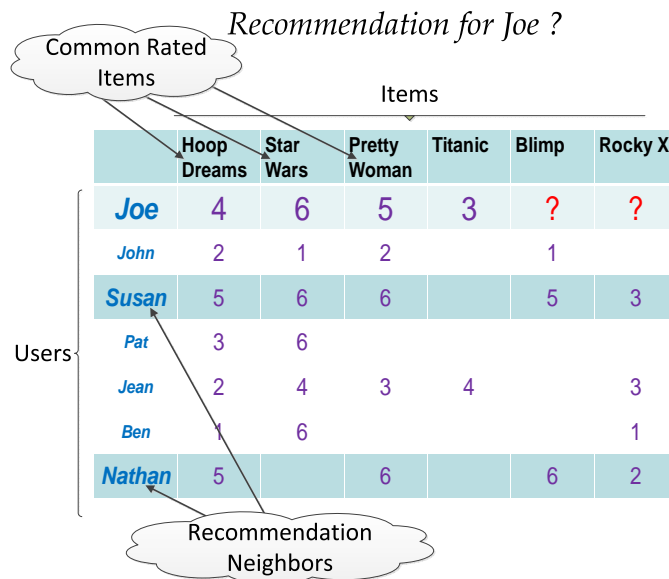 Recommendation for Joe ?
Common Rated
Items
Items
Hoop Dreams Star Wars Pretty Woman Titanic Blimp Rocky X
Joe 4 6 5 3 ? ?
John 2 1 2 1
Susan 5 6 6 5 3
Users
Pat 3 6
Jean 2 4 3 4 3
Ben 1 6 1
Nathan 5 6 6 2
Recommendation
Neighbors